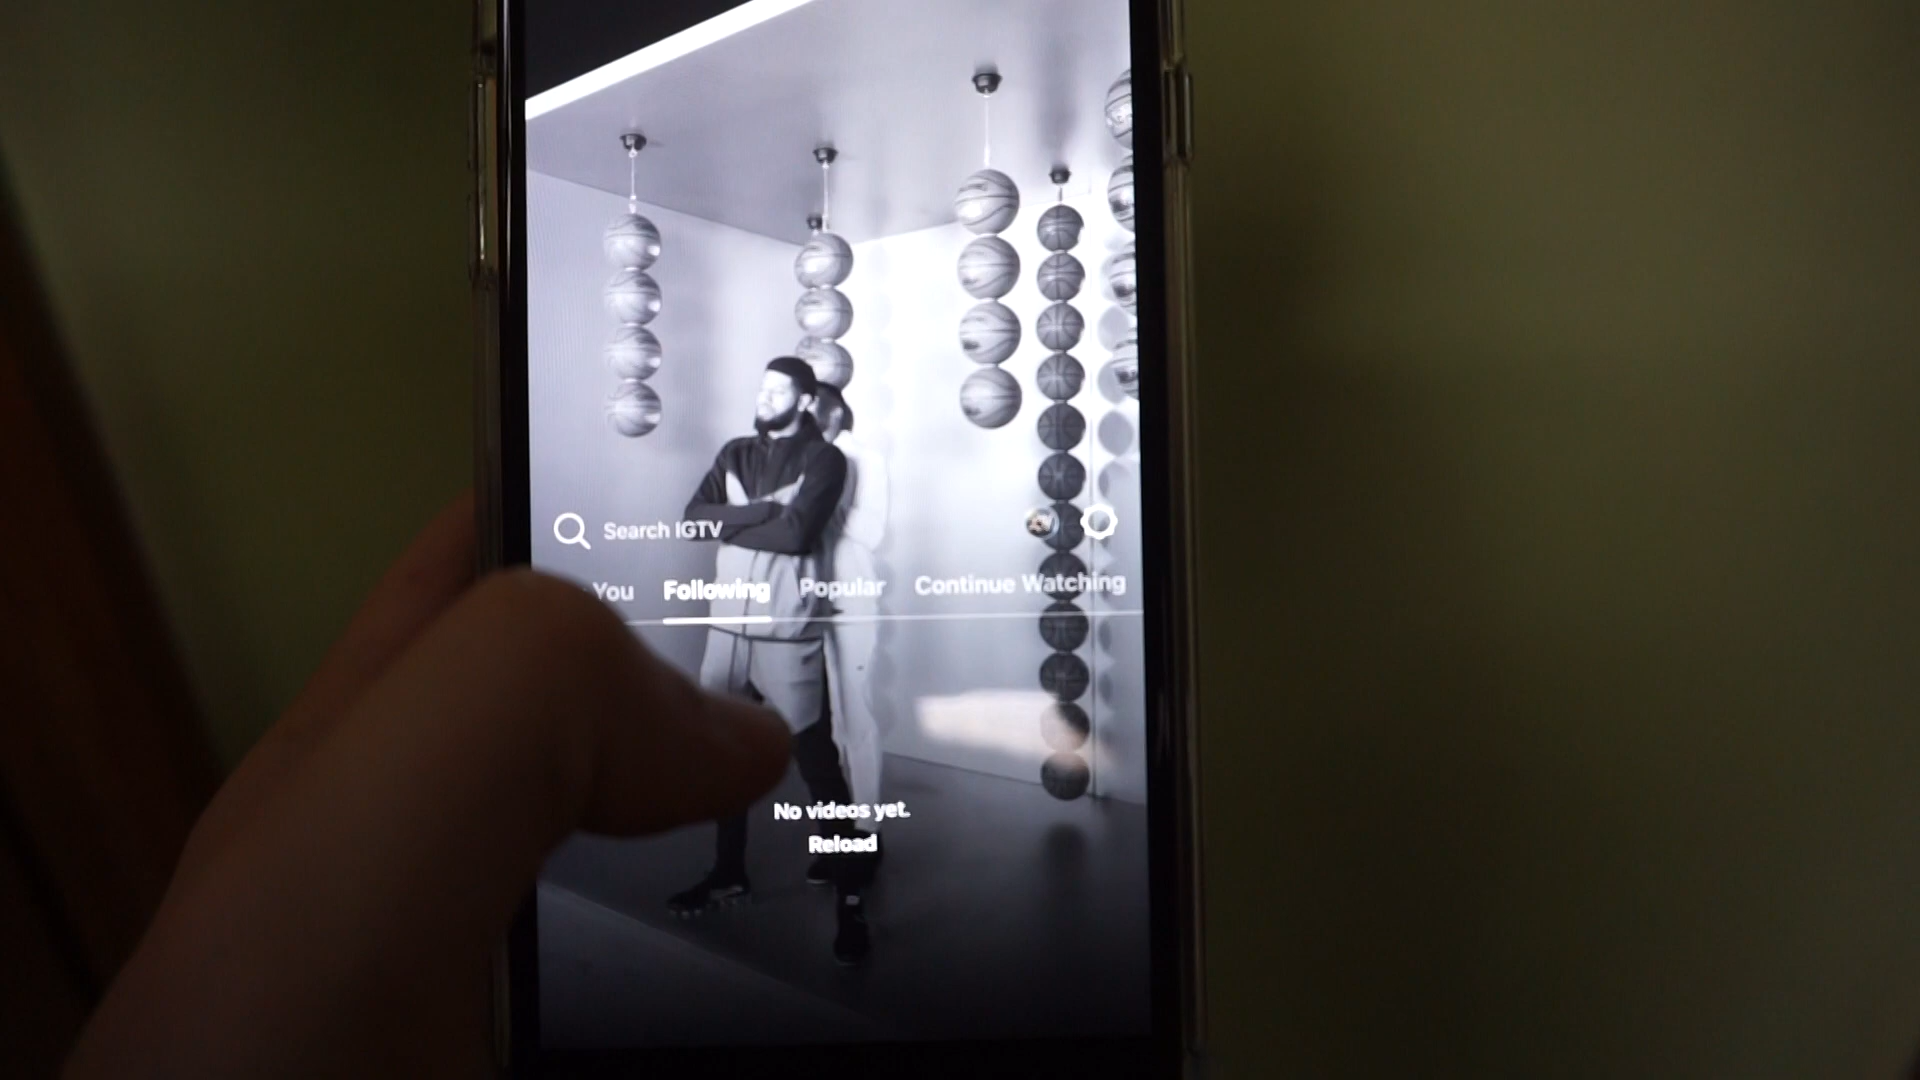 Search IGTV
You Following Popular Continue Watching
No videos yet.
Reload